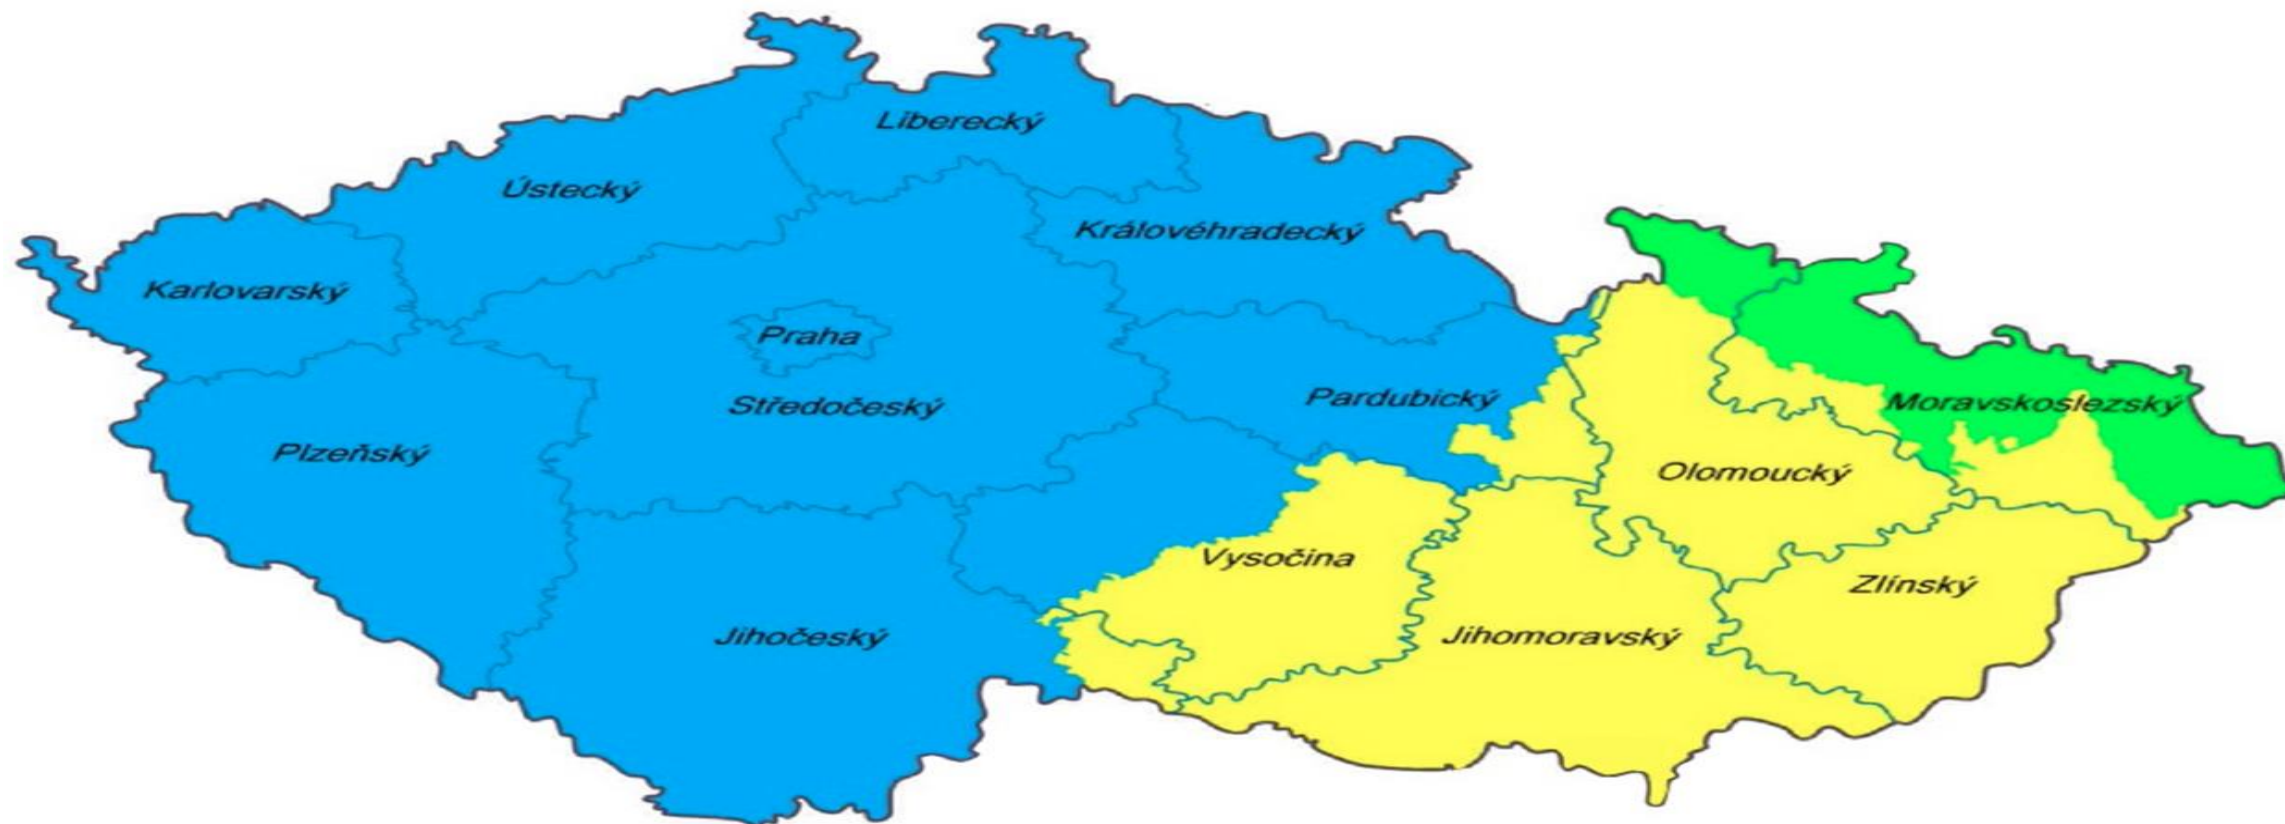 Liberecký
Ústecký
Královéhradecký
Karlovarský
Praha
Pardubický
Středočeský
Moravskoslezský
Plzeňský
Olomoucký
Vysočina
Zlínský
Jihočeský
Jihomoravský